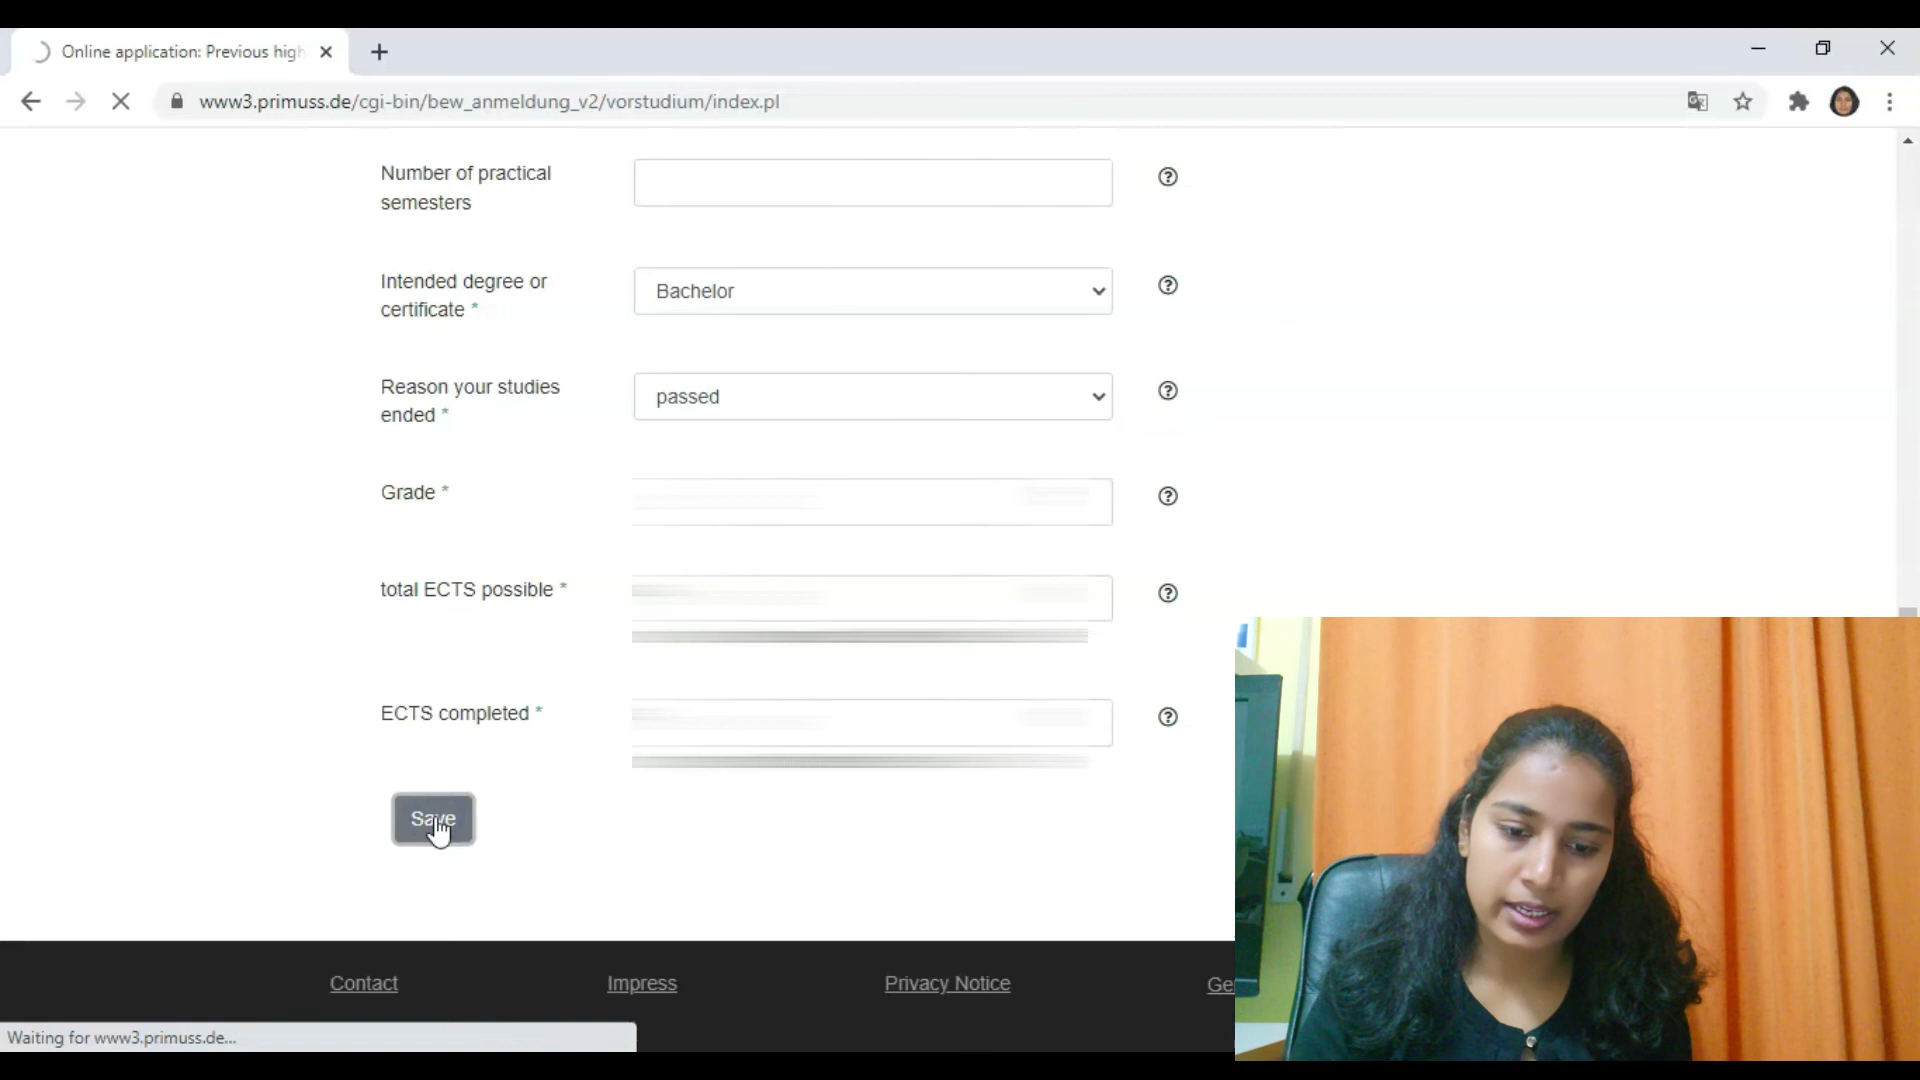 Online application: Previous high
www3.primuss.de/cgi-bin/bew_anmeldung_v2/vorstudium/index.pl
Number of practical
semesters
Intended degree or
certificate *
Bachelor
Reason your studies
ended *
passed
Grade *
total ECTS possible *
ECTS completed *
Save
Contact
Impress
Privacy Notice
Ge
Waiting for www3.primuss.de...